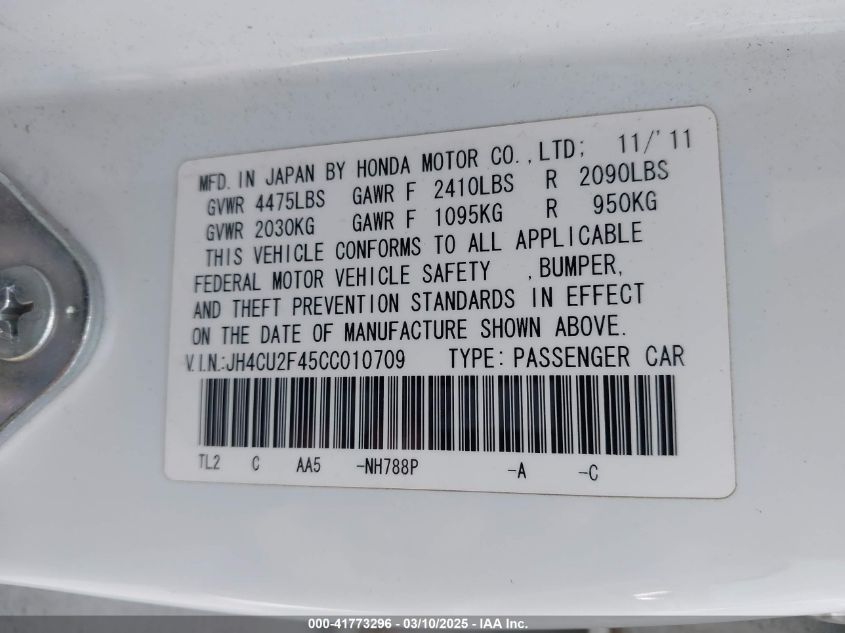 MFD. IN JAPAN BY HONDA MOTOR CO., LTD; 11/'11
GVWR 4475LBS GAWR F 2410LBS R 2090LBS
GVWR 2030KG GAWR F 1095KG R 950KG
THIS VEHICLE CONFORMS TO ALL APPLICABLE
FEDERAL MOTOR VEHICLE SAFETY , BUMPER,
AND THEFT PREVENTION STANDARDS IN EFFECT
ON THE DATE OF MANUFACTURE SHOWN ABOVE.
V.I.N.:JH4CU2F45CC010709 TYPE: PASSENGER CAR
TL2 C AA5 -NH788P -A -C
000-41773296 - 03/10/2025 - IAA Inc.